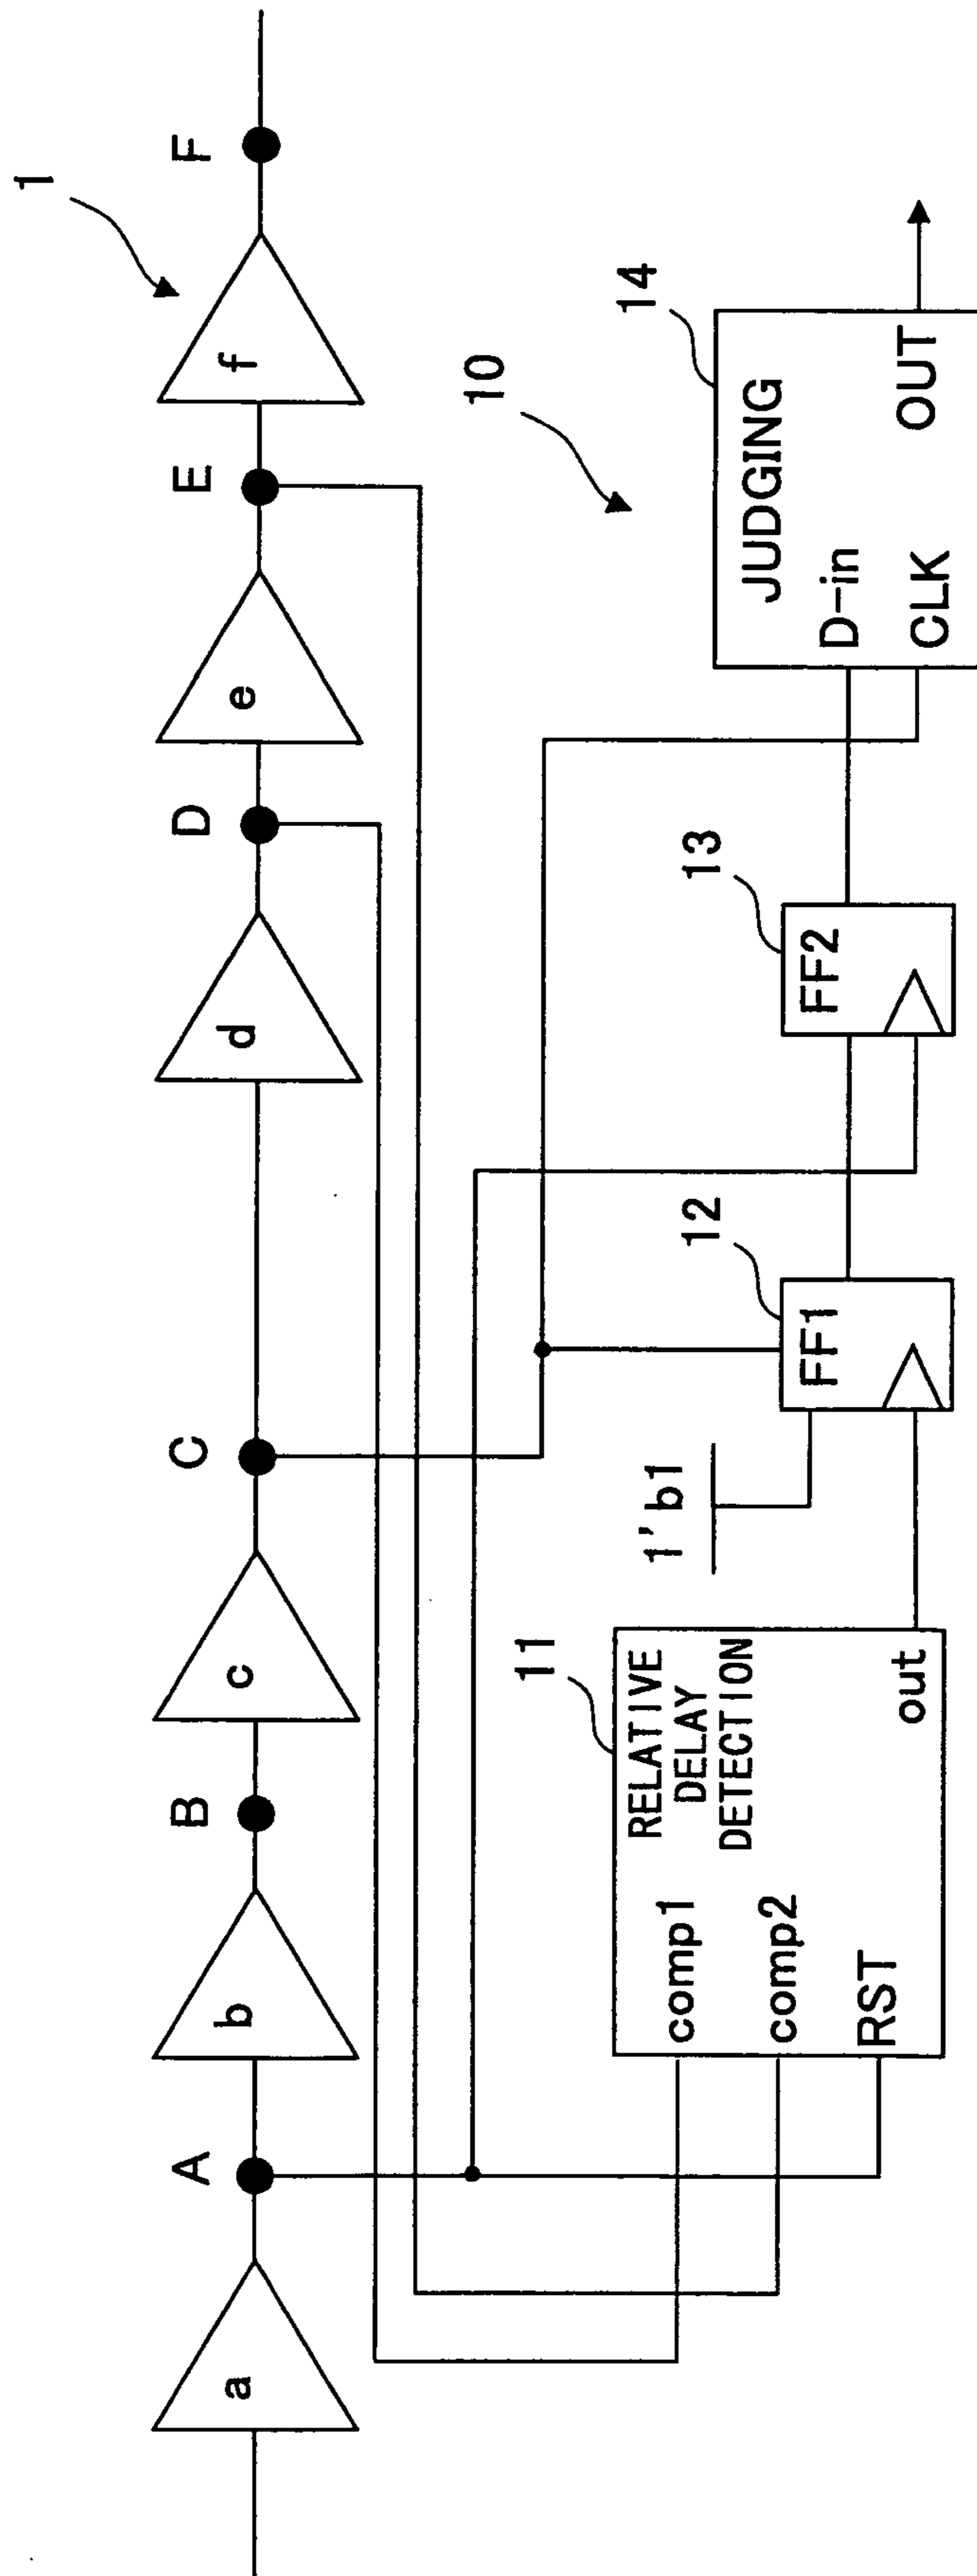 1
a
A
b
B
c
C
d
D
e
E
f
F
10
11
RELATIVE
DELAY
DETECTION
comp1
comp2
RST
out
1'b1
12
FF1
13
FF2
14
JUDGING
D-in
CLK
OUT